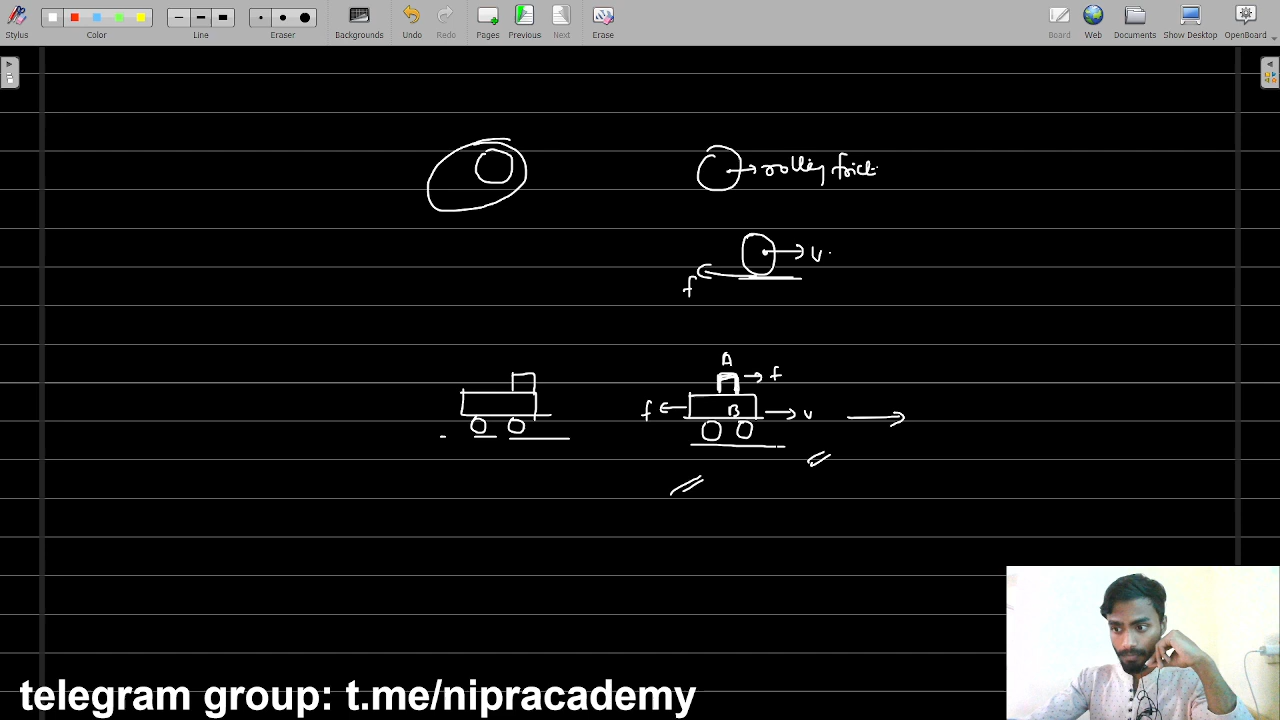 Stylus
Color
Line
Eraser
Backgrounds
Undo
Redo
Pages
Previous
Next
Erase
Board
Web
Documents
Show Desktop
OpenBoard
rolling frict
v
f
A
f
f
B
v
telegram group: t.me/nipracademy